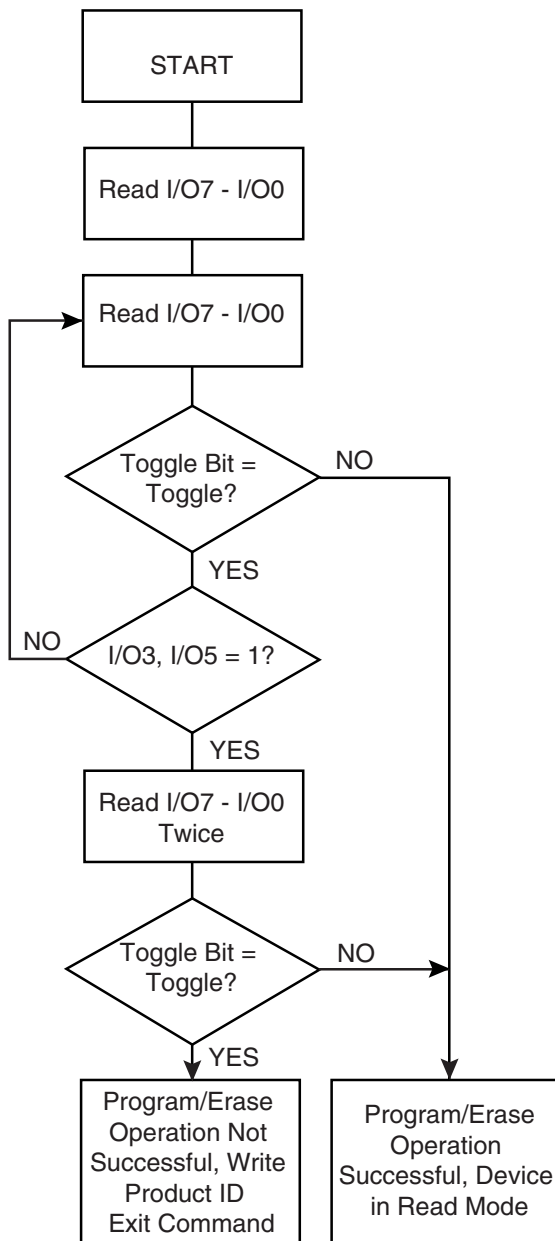 START
Read I/O7 - I/O0
Read I/O7 - I/O0
Toggle Bit =
Toggle?
NO
YES
NO
I/O3, I/O5 = 1?
YES
Read I/O7 - I/O0
Twice
Toggle Bit =
Toggle?
NO
YES
Program/Erase
Operation Not
Successful, Write
Product ID
Exit Command
Program/Erase
Operation
Successful, Device
in Read Mode